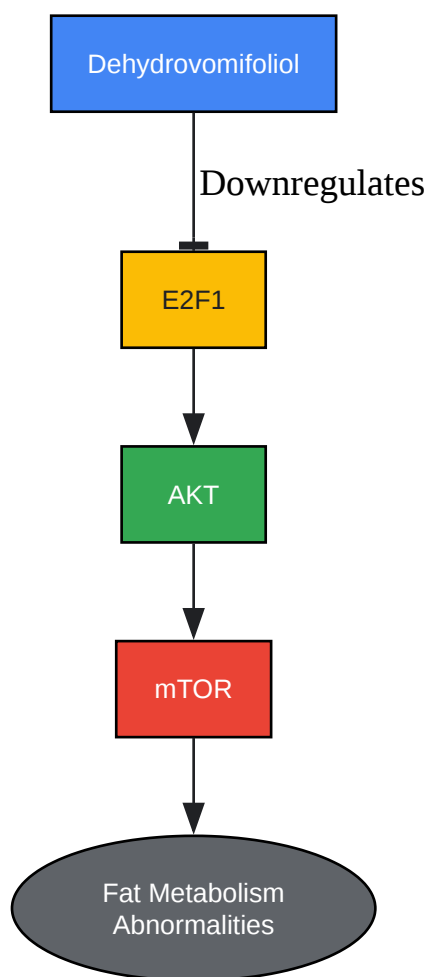 Dehydrovomifoliol
Downregulates
E2F1
AKT
mTOR
Fat Metabolism
Abnormalities